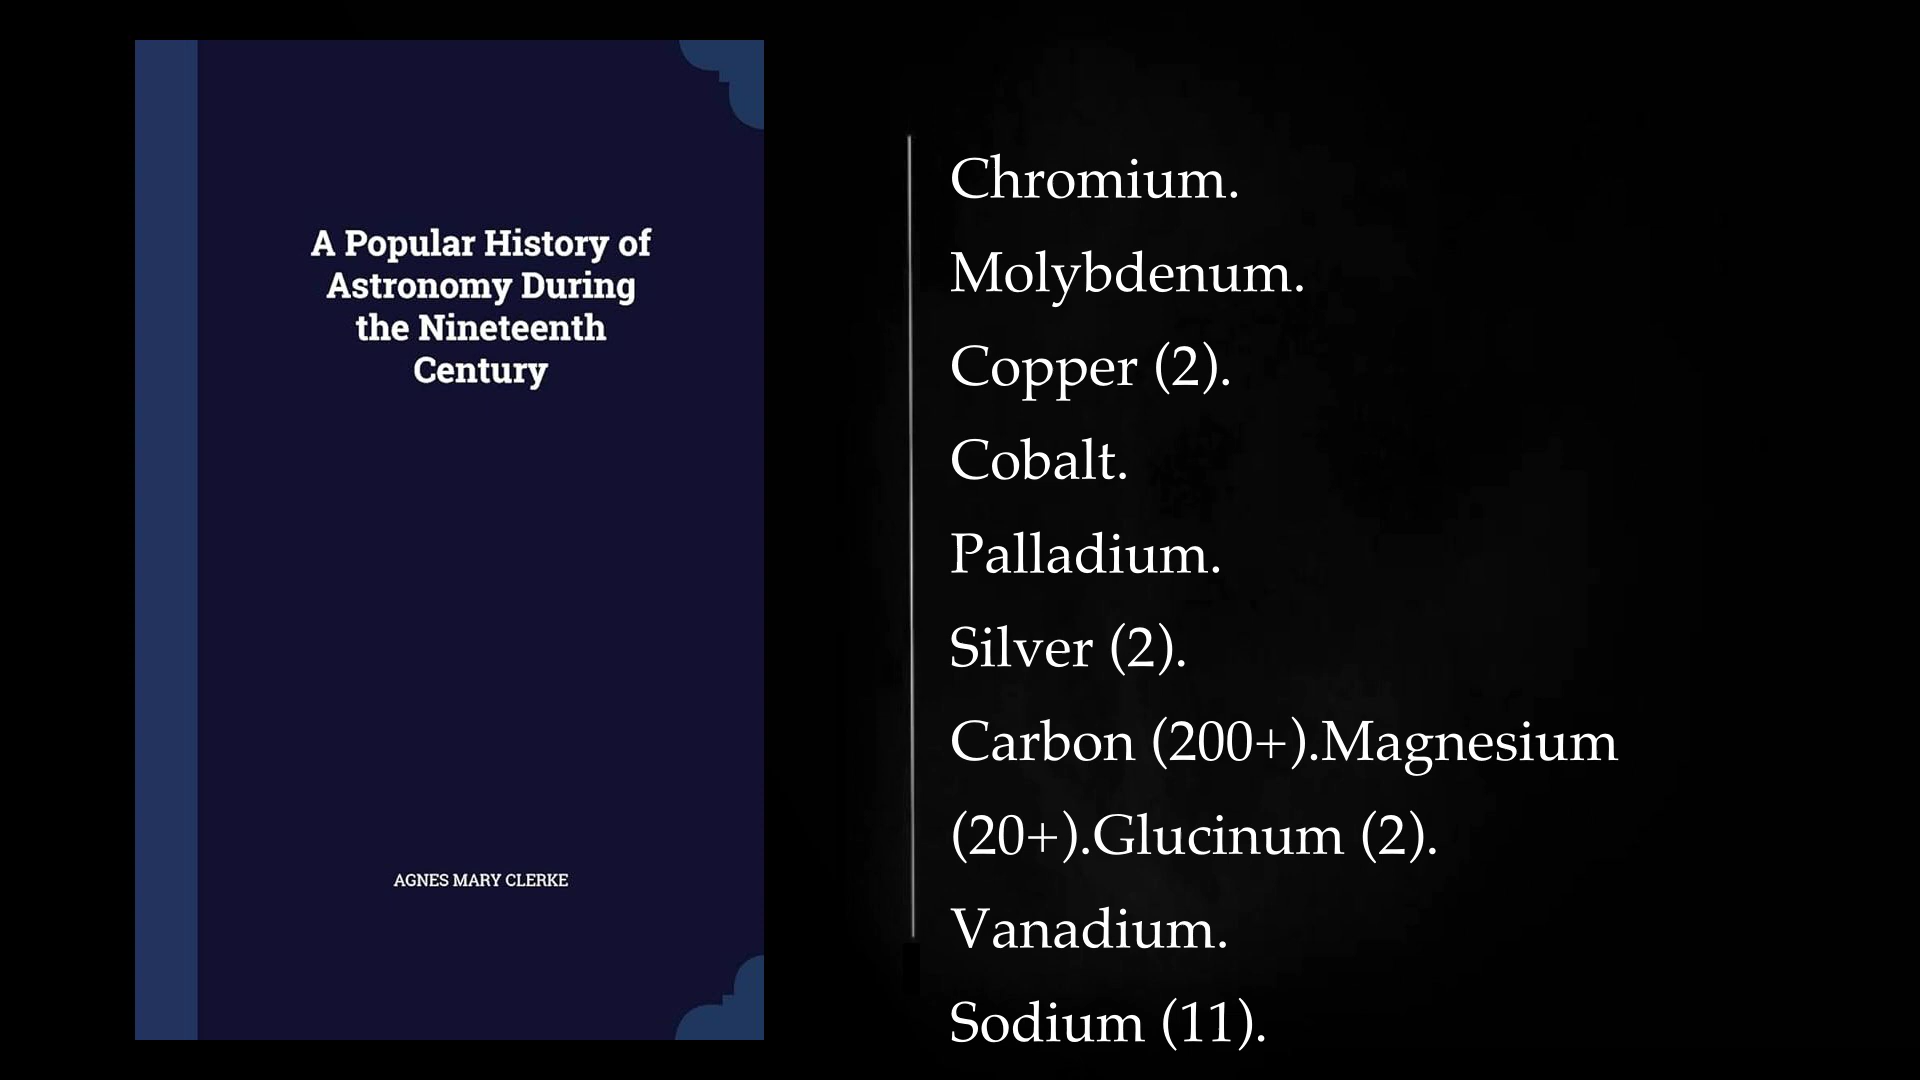 A Popular History of
Astronomy During
the Nineteenth
Century
AGNES MARY CLERKE
Chromium.
Molybdenum.
Copper (2).
Cobalt.
Palladium.
Silver (2).
Carbon (200+).Magnesium
(20+).Glucinum (2).
Vanadium.
Sodium (11).